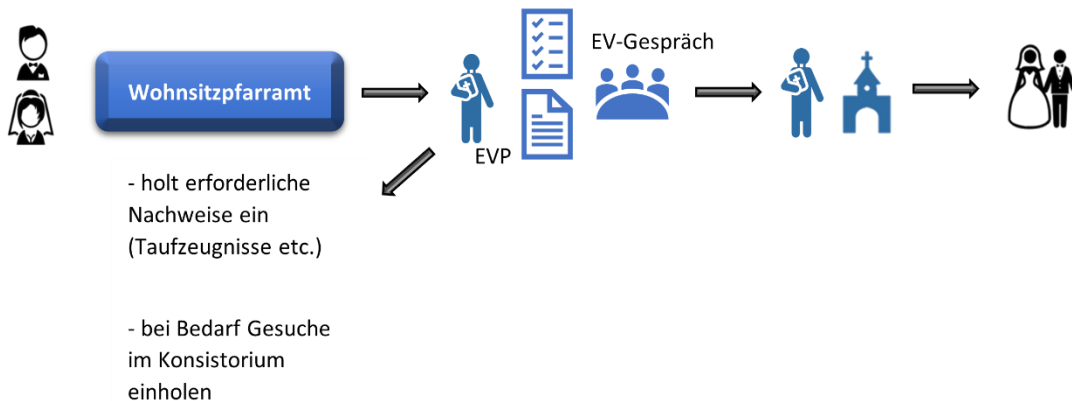 EV-Gespräch
Wohnsitzpfarramt
EVP
- holt erforderliche
Nachweise ein
(Taufzeugnisse etc.)
- bei Bedarf Gesuche
im Konsistorium
einholen